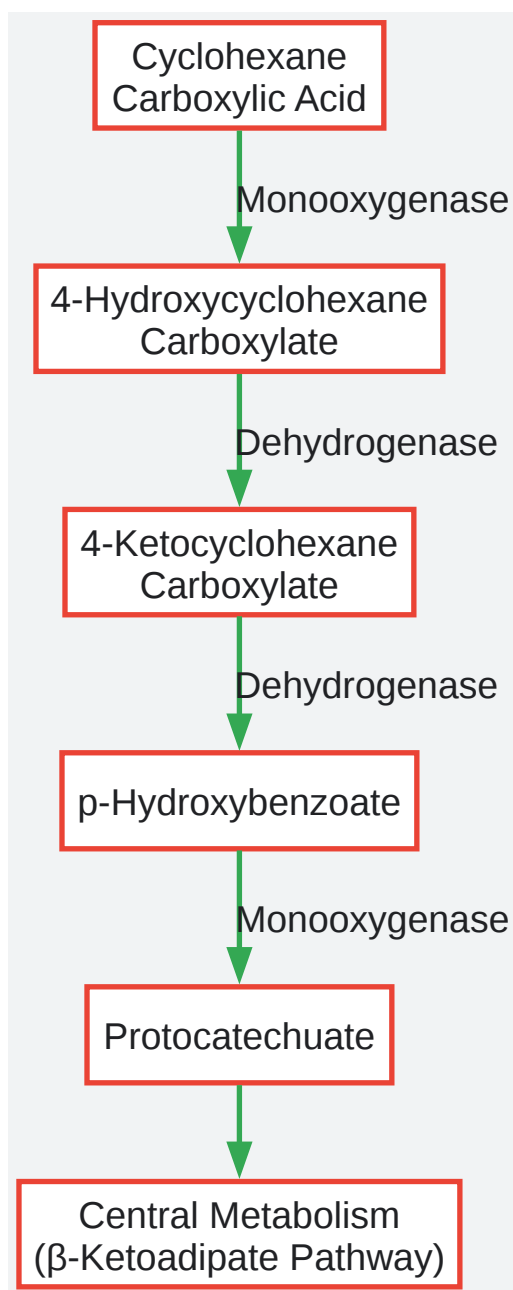 Cyclohexane
Carboxylic Acid
Monooxygenase
4-Hydroxycyclohexane
Carboxylate
Dehydrogenase
4-Ketocyclohexane
Carboxylate
Dehydrogenase
p-Hydroxybenzoate
Monooxygenase
Protocatechuate
Central Metabolism
(β-Ketoadipate Pathway)